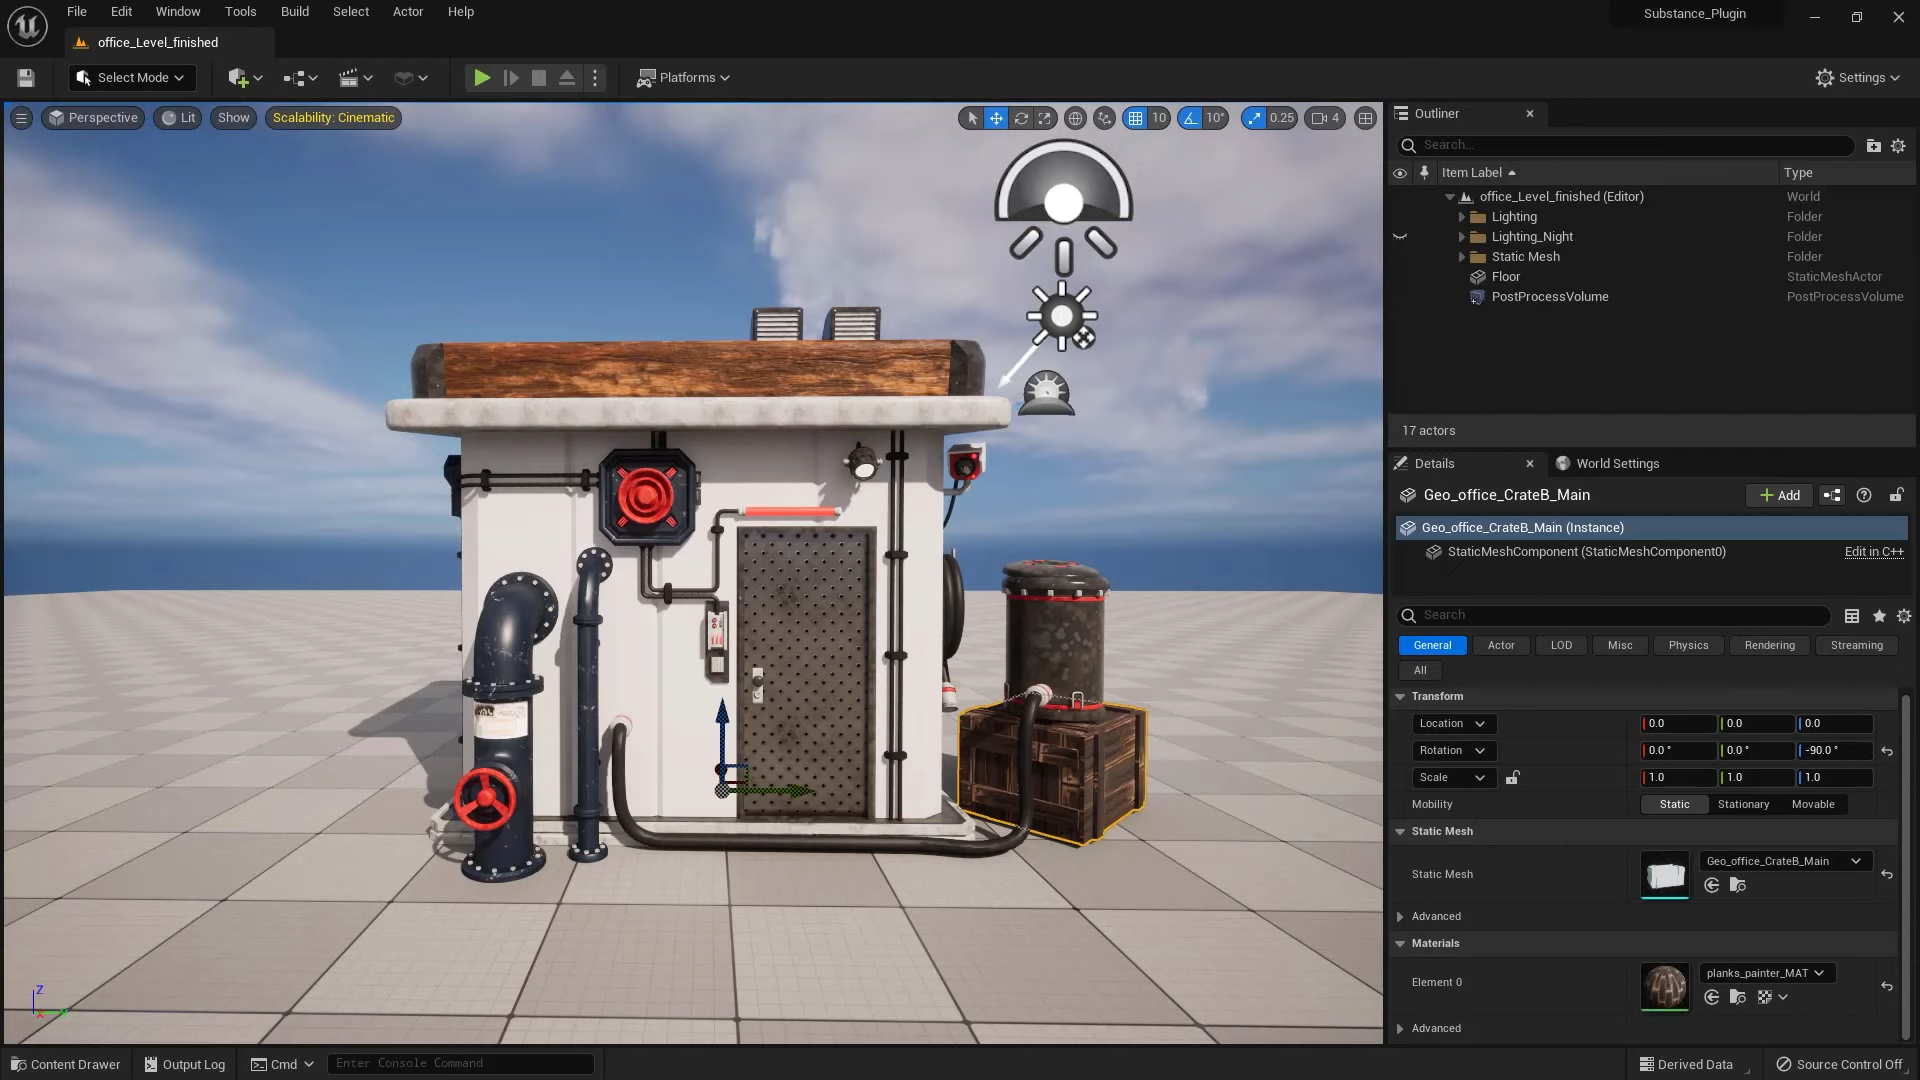 File Edit Window Tools Build Select Actor Help
Substance_Plugin
office_Level_finished
Select Mode
Platforms
Settings
Perspective Lit Show Scalability: Cinematic
10 10° 0.25 4
Outliner
Search...
Item Label Type
office_Level_finished (Editor) World
Lighting Folder
Lighting_Night Folder
Static Mesh Folder
Floor StaticMeshActor
PostProcessVolume PostProcessVolume
17 actors
Details World Settings
Geo_office_CrateB_Main Add
Geo_office_CrateB_Main (Instance)
StaticMeshComponent (StaticMeshComponent0) Edit in C++
Search
General Actor LOD Misc Physics Rendering Streaming
All
Transform
Location 0.0 0.0 0.0
Rotation 0.0 ° 0.0 ° -90.0 °
Scale 1.0 1.0 1.0
Mobility Static Stationary Movable
Static Mesh
Static Mesh Geo_office_CrateB_Main
Advanced
Materials
Element 0 planks_painter_MAT
Advanced
Z
Content Drawer Output Log Cmd Enter Console Command Derived Data Source Control Off